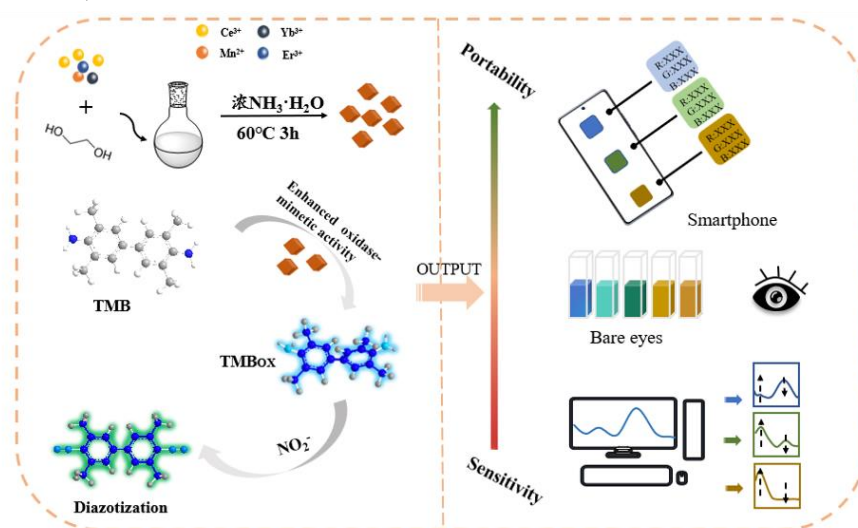 Ce³⁺ Yb³⁺
Mn²⁺ Er³⁺
+
HO
OH
浓NH₃·H₂O
60℃ 3h
Enhanced oxidase-
mimetic activity
TMB
TMBox
NO₂⁻
Diazotization
OUTPUT
Portability
Sensitivity
R:XXX
G:XXX
B:XXX
R:XXX
G:XXX
B:XXX
R:XXX
G:XXX
B:XXX
Smartphone
Bare eyes